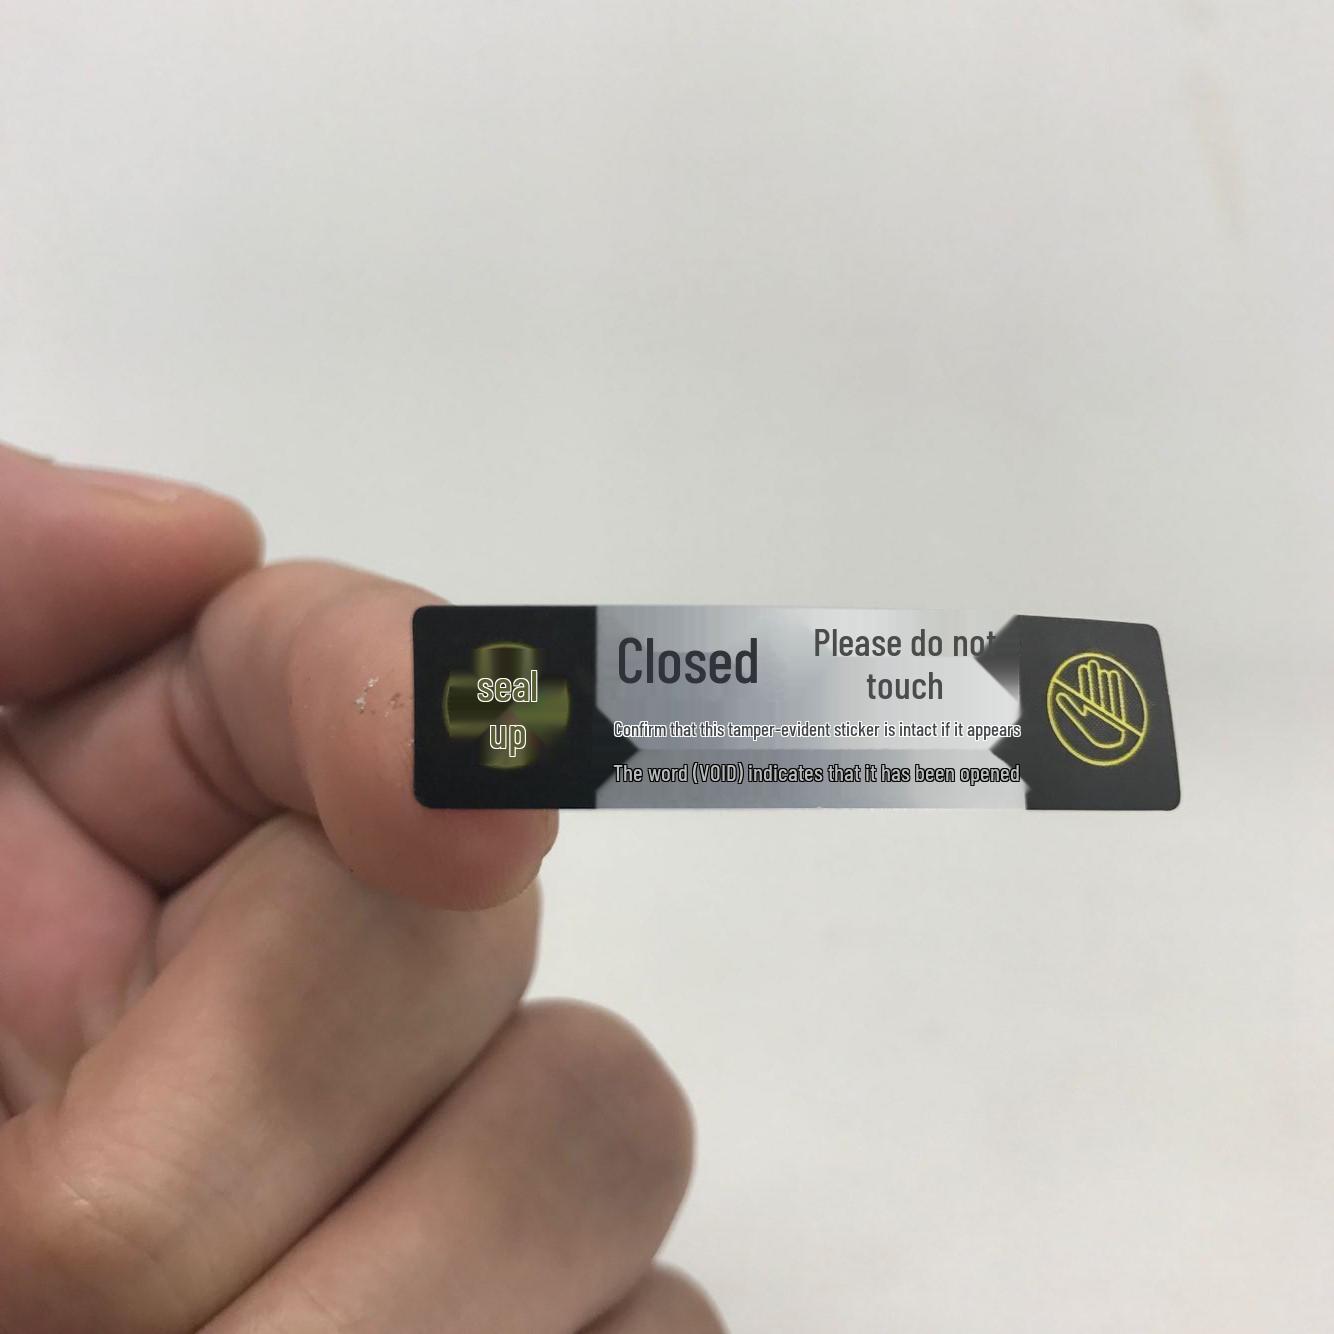 seal
up
Closed
Please do not
touch
Confirm that this tamper-evident sticker is intact if it appears
The word (VOID) indicates that it has been opened